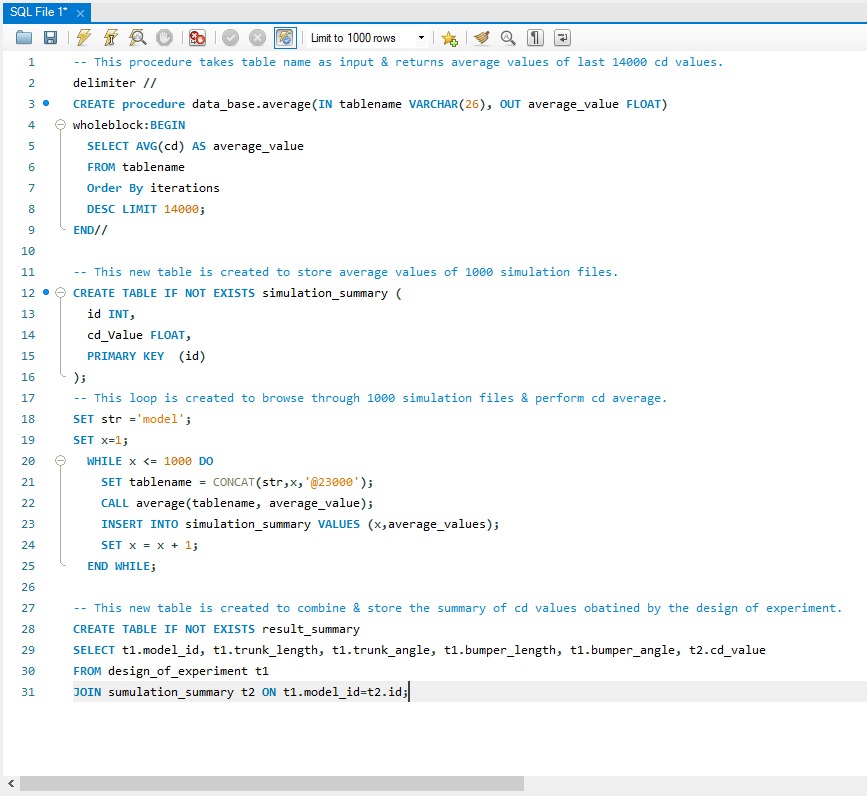 SQL File 1* ×
Limit to 1000 rows
1 -- This procedure takes table name as input & returns average values of last 14000 cd values.
2 delimiter //
3 CREATE procedure data_base.average(IN tablename VARCHAR(26), OUT average_value FLOAT)
4 wholeblock:BEGIN
5 SELECT AVG(cd) AS average_value
6 FROM tablename
7 Order By iterations
8 DESC LIMIT 14000;
9 END//
10
11 -- This new table is created to store average values of 1000 simulation files.
12 CREATE TABLE IF NOT EXISTS simulation_summary (
13 id INT,
14 cd_Value FLOAT,
15 PRIMARY KEY  (id)
16 );
17 -- This loop is created to browse through 1000 simulation files & perform cd average.
18 SET str ='model';
19 SET x=1;
20 WHILE x <= 1000 DO
21 SET tablename = CONCAT(str,x,'@23000');
22 CALL average(tablename, average_value);
23 INSERT INTO simulation_summary VALUES (x,average_values);
24 SET x = x + 1;
25 END WHILE;
26
27 -- This new table is created to combine & store the summary of cd values obatined by the design of experiment.
28 CREATE TABLE IF NOT EXISTS result_summary
29 SELECT t1.model_id, t1.trunk_length, t1.trunk_angle, t1.bumper_length, t1.bumper_angle, t2.cd_value
30 FROM design_of_experiment t1
31 JOIN sumulation_summary t2 ON t1.model_id=t2.id;